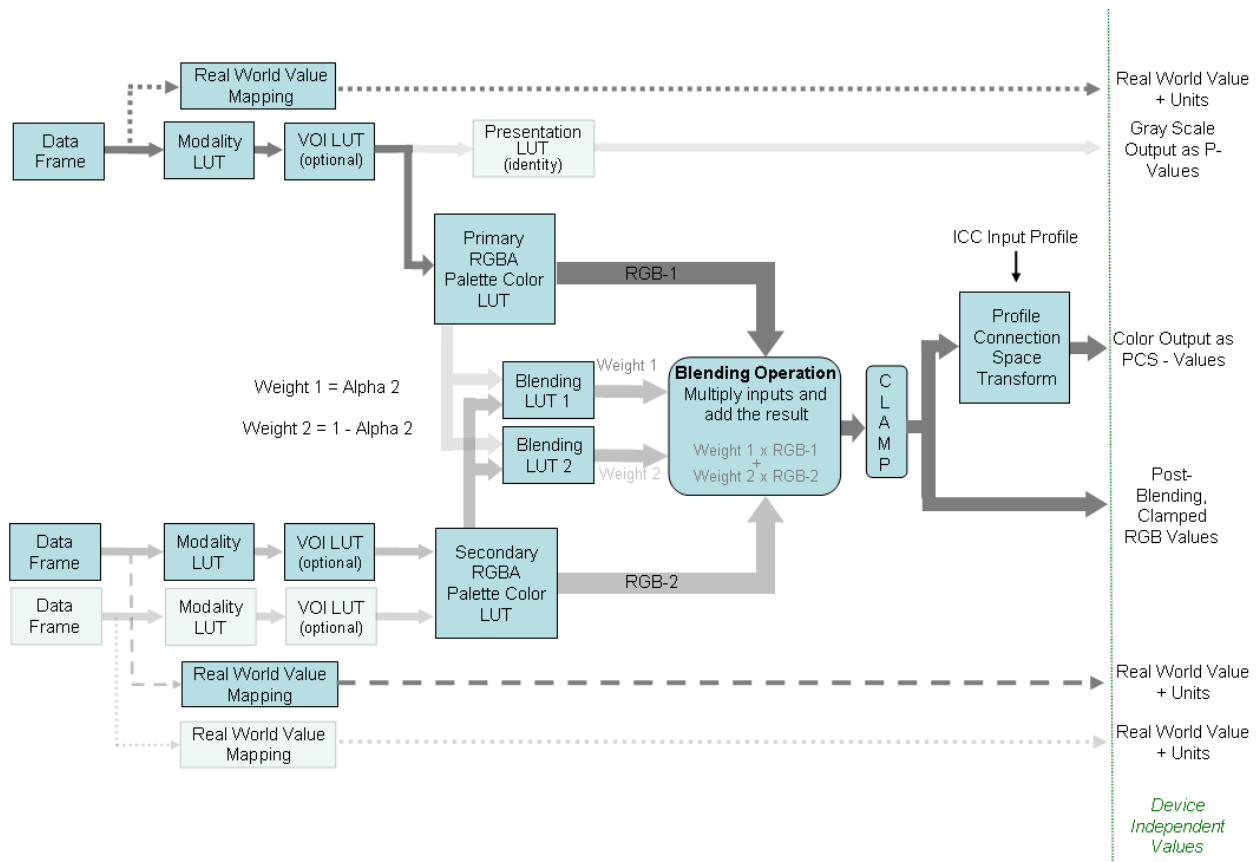 Real World Value
Mapping
Real World Value
+ Units
Data
Frame
Modality
LUT
VOI LUT
(optional)
Presentation
LUT
(identity)
Gray Scale
Output as P-
Values
Primary
RGBA
Palette Color
LUT
RGB-1
ICC Input Profile
Profile
Connection
Space
Transform
Color Output as
PCS - Values
Weight 1 = Alpha 2
Weight 2 = 1 - Alpha 2
Blending
LUT 1
Weight 1
Blending
LUT 2
Weight 2
Blending Operation
Multiply inputs and
add the result
Weight 1 x RGB-1
+
Weight 2 x RGB-2
C
L
A
M
P
Post-
Blending,
Clamped
RGB Values
Data
Frame
Modality
LUT
VOI LUT
(optional)
Secondary
RGBA
Palette Color
LUT
RGB-2
Data
Frame
Modality
LUT
VOI LUT
(optional)
Real World Value
Mapping
Real World Value
+ Units
Real World Value
Mapping
Real World Value
+ Units
Device
Independent
Values